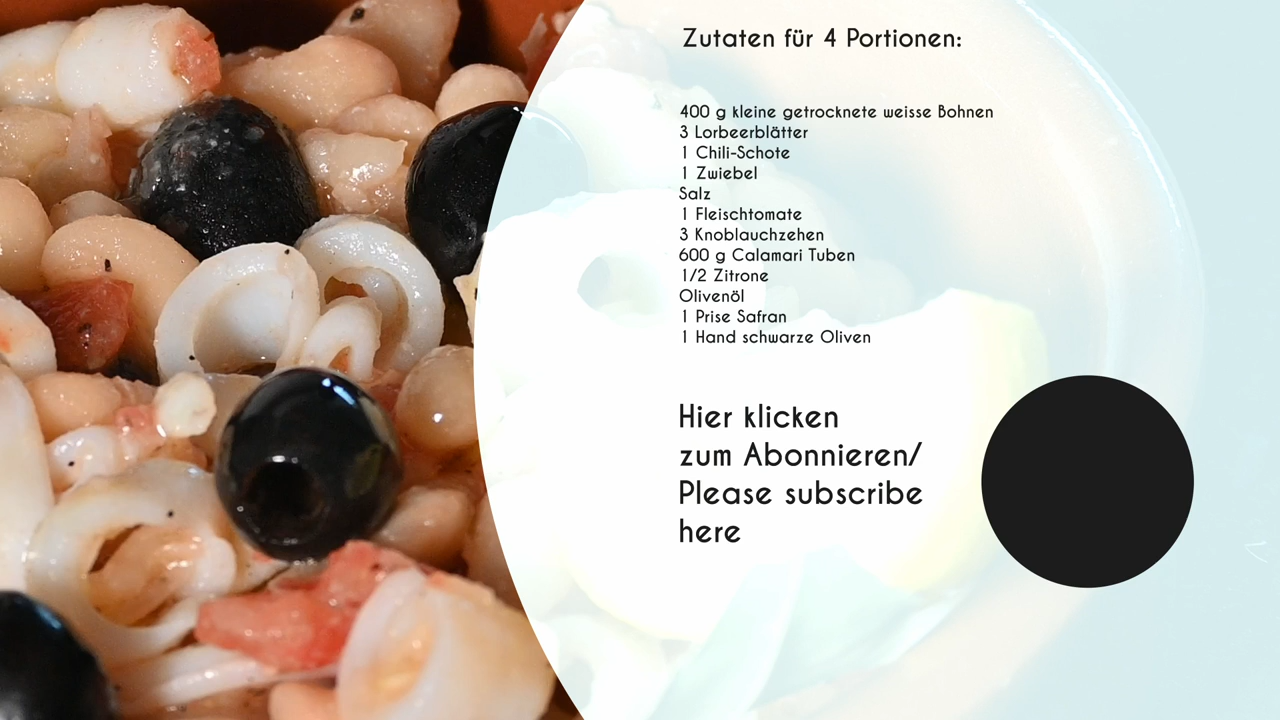 Zutaten für 4 Portionen:
400 g kleine getrocknete weisse Bohnen
3 Lorbeerblätter
1 Chili-Schote
1 Zwiebel
Salz
1 Fleischtomate
3 Knoblauchzehen
600 g Calamari Tuben
1/2 Zitrone
Olivenöl
1 Prise Safran
1 Hand schwarze Oliven
Hier klicken
zum Abonnieren/
Please subscribe
here